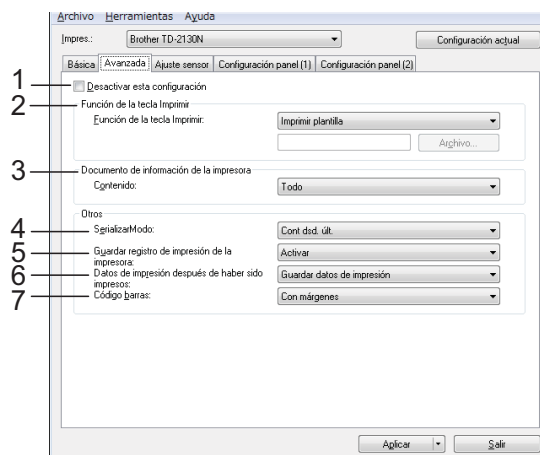 Archivo Herramientas Ayuda
Impres.: Brother TD-2130N Configuración actual
Básica Avanzada Ajuste sensor Configuración panel (1) Configuración panel (2)
1 Desactivar esta configuración
2 Función de la tecla Imprimir
Función de la tecla Imprimir: Imprimir plantilla
Archivo...
3 Documento de información de la impresora
Contenido: Todo
Otros
4 SerializarModo: Cont dsd. últ.
5 Guardar registro de impresión de la impresora: Activar
6 Datos de impresión después de haber sido impresos: Guardar datos de impresión
7 Código barras: Con márgenes
Aplicar Salir